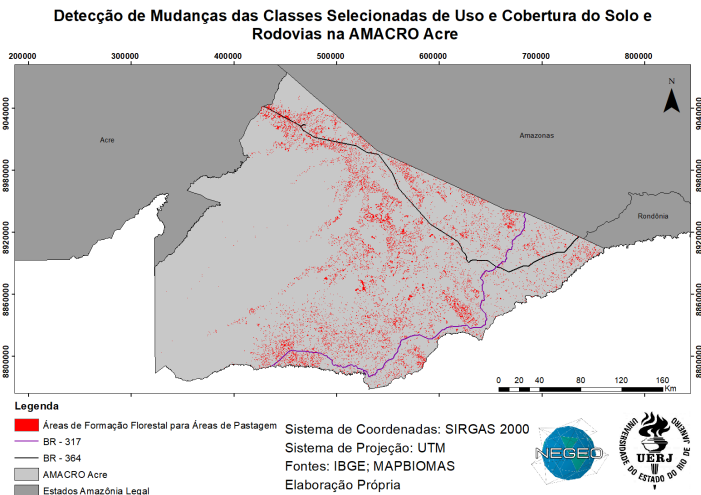 Detecção de Mudanças das Classes Selecionadas de Uso e Cobertura do Solo e
Rodovias na AMACRO Acre
200000 300000 400000 500000 600000 700000 800000
9040000 9040000
8980000 8980000
8920000 8920000
8860000 8860000
8800000 8800000
N
Acre
Amazonas
Rondônia
0 10 20 40 80 120 160
Km
Legenda
Áreas de Formação Florestal para Áreas de Pastagem
BR - 317
BR - 364
AMACRO Acre
Estados Amazônia Legal
Sistema de Coordenadas: SIRGAS 2000
Sistema de Projeção: UTM
Fontes: IBGE; MAPBIOMAS
Elaboração Própria
NEGEO
UNIVERSIDADE DO ESTADO DO RIO DE JANEIRO
UERJ